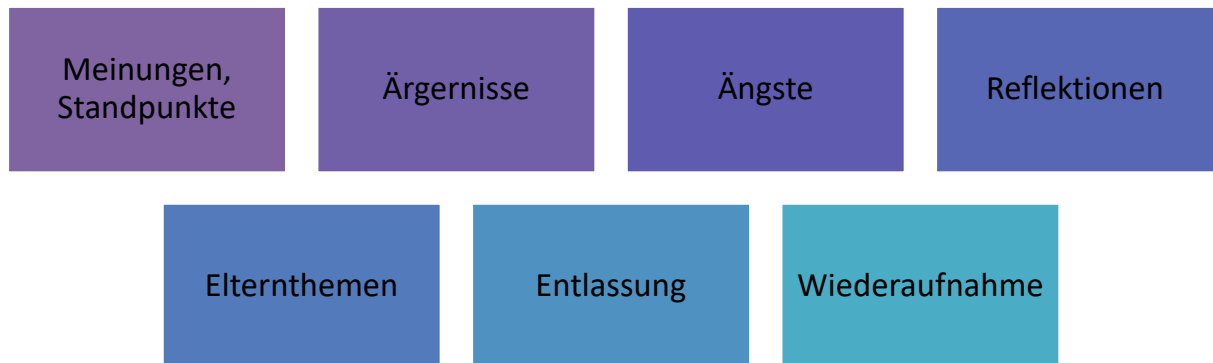 Meinungen,
Standpunkte
Ärgernisse
Ängste
Reflektionen
Elternthemen
Entlassung
Wiederaufnahme